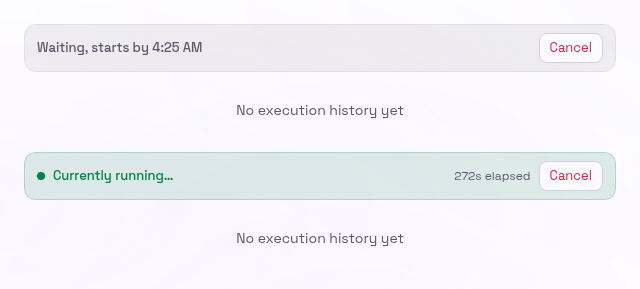 Waiting, starts by 4:25 AM
Cancel
No execution history yet
Currently running...
272s elapsed
Cancel
No execution history yet